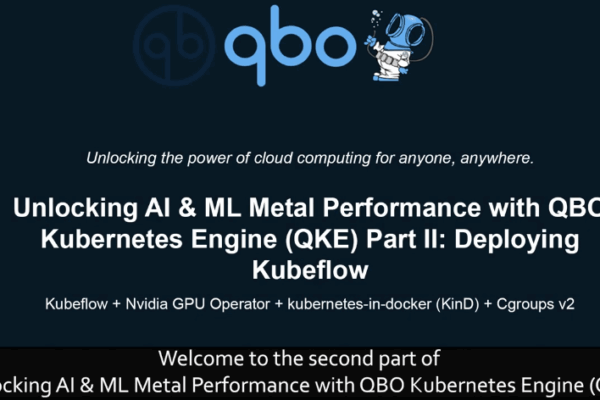 qb qbo
Unlocking the power of cloud computing for anyone, anywhere.
Unlocking AI & ML Metal Performance with QBO
Kubernetes Engine (QKE) Part II: Deploying
Kubeflow
Kubeflow + Nvidia GPU Operator + kubernetes-in-docker (KinD) + Cgroups v2
Welcome to the second part of
ocking AI & ML Metal Performance with QBO Kubernetes Engine (